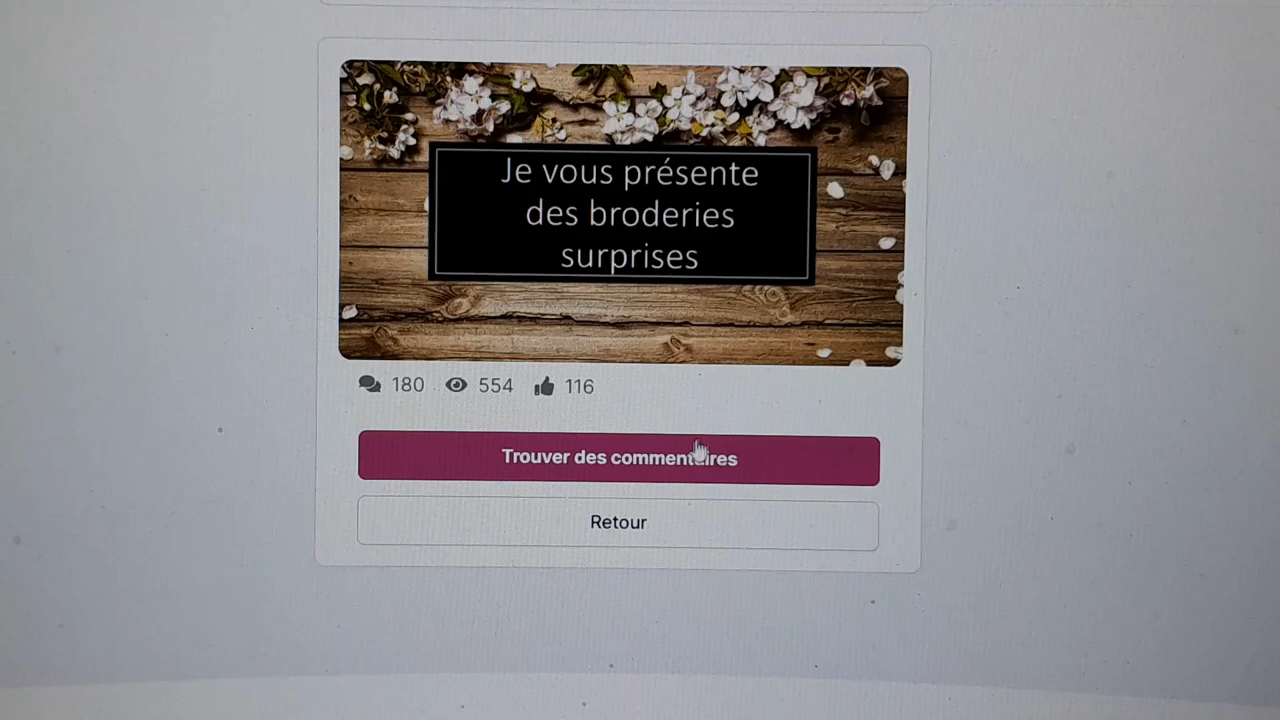 Je vous présente
des broderies
surprises
180 554 116
Trouver des commentaires
Retour